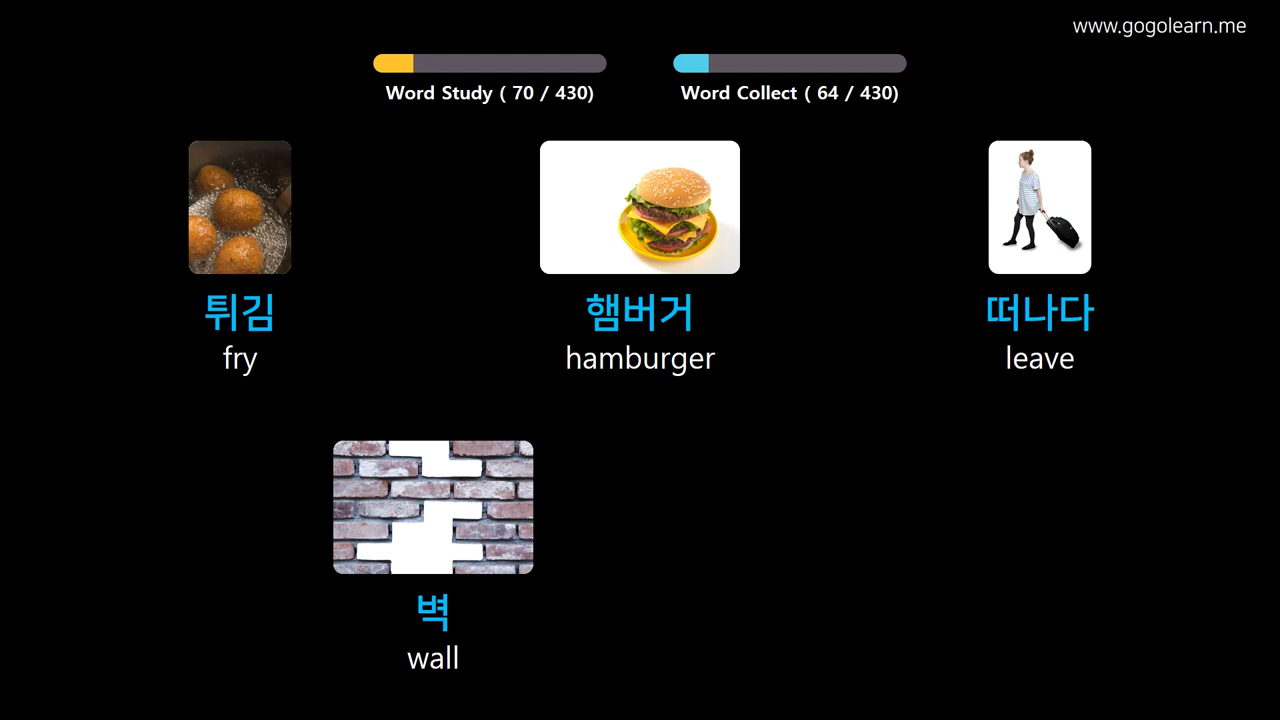 www.gogolearn.me
Word Study ( 70 / 430)
Word Collect ( 64 / 430)
튀김
fry
햄버거
hamburger
떠나다
leave
벽
wall